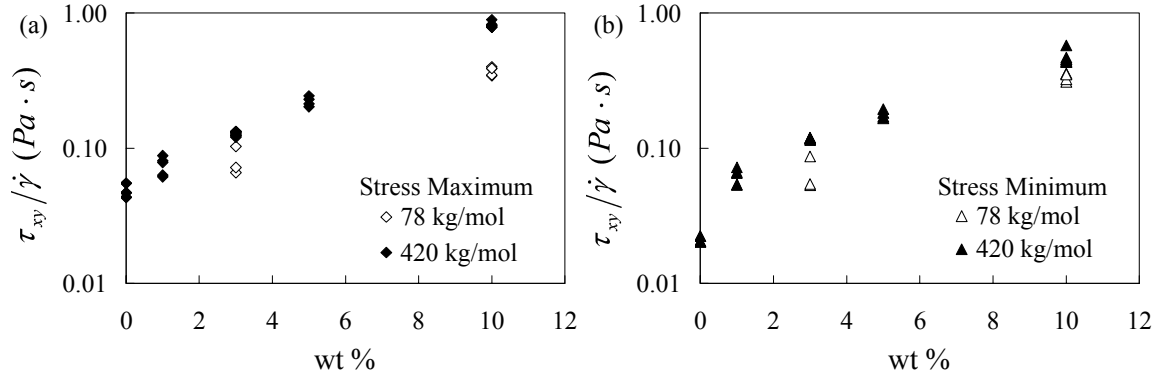 (a)
1.00
0.10
0.01
τxy/γ̇ (Pa · s)
Stress Maximum
78 kg/mol
420 kg/mol
0 2 4 6 8 10 12
wt %
(b)
1.00
0.10
0.01
τxy/γ̇ (Pa · s)
Stress Minimum
78 kg/mol
420 kg/mol
0 2 4 6 8 10 12
wt %